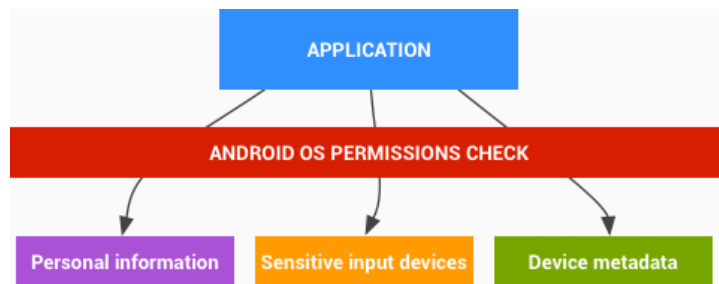 APPLICATION
ANDROID OS PERMISSIONS CHECK
Personal information
Sensitive input devices
Device metadata